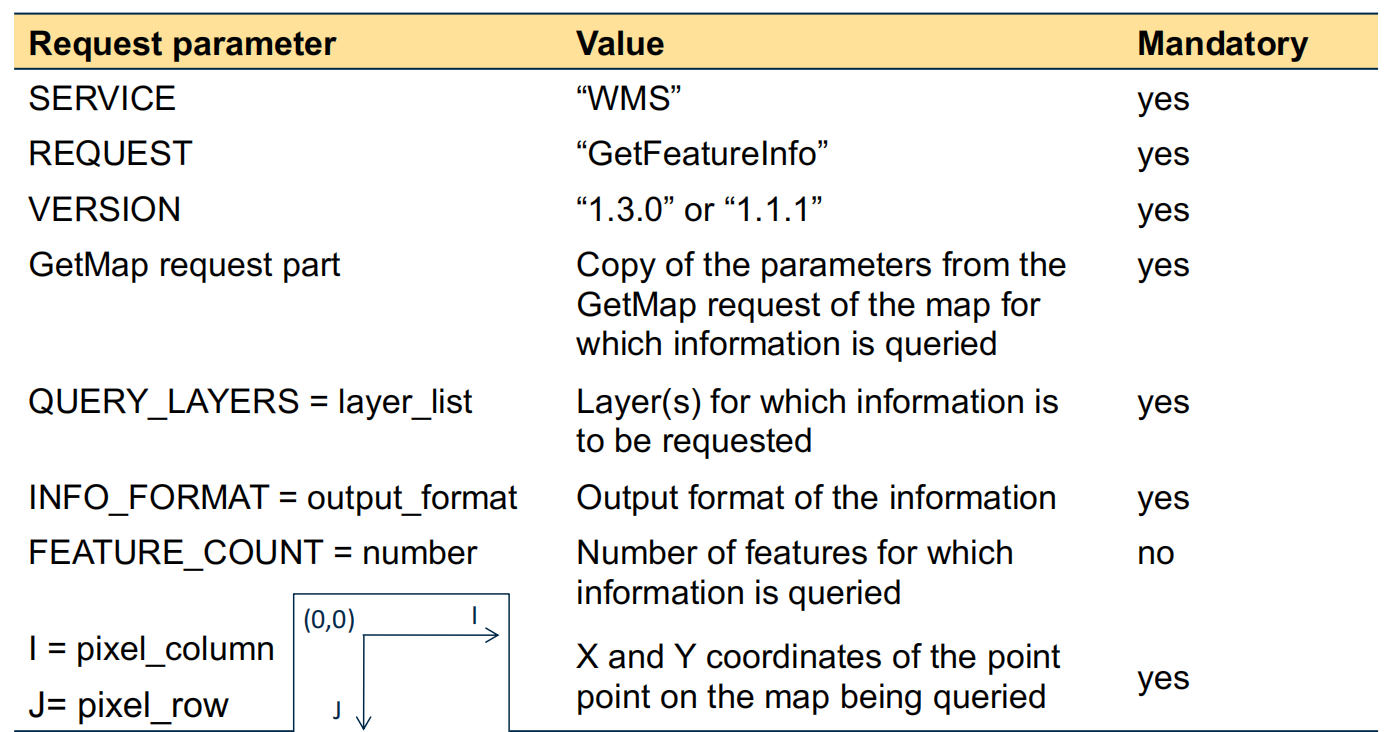 Request parameter Value Mandatory
SERVICE “WMS” yes
REQUEST “GetFeatureInfo” yes
VERSION “1.3.0” or “1.1.1” yes
GetMap request part Copy of the parameters from the yes
GetMap request of the map for
which information is queried
QUERY_LAYERS = layer_list Layer(s) for which information is yes
to be requested
INFO_FORMAT = output_format Output format of the information yes
FEATURE_COUNT = number Number of features for which no
information is queried
(0,0) I
I = pixel_column X and Y coordinates of the point
point on the map being queried yes
J= pixel_row J